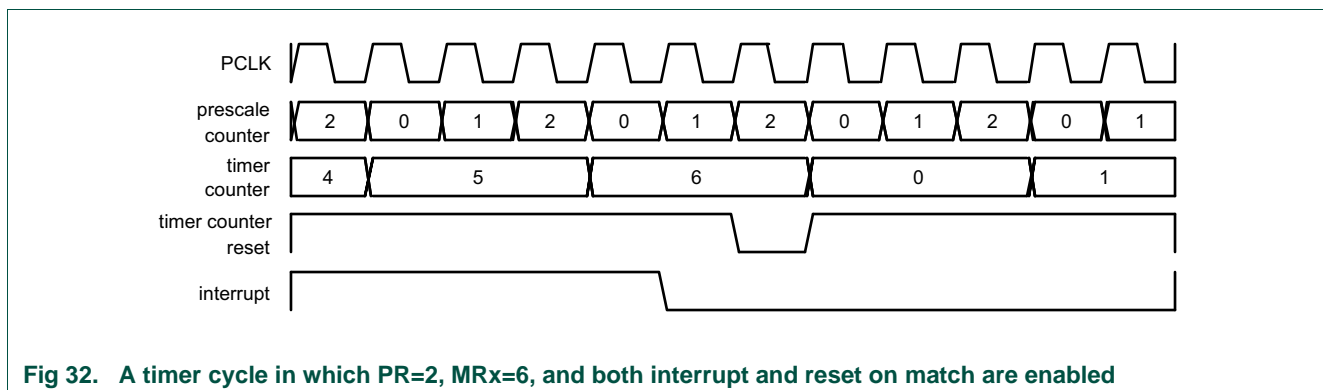 PCLK
prescale
counter
2 0 1 2 0 1 2 0 1 2 0 1
timer
counter
4 5 6 0 1
timer counter
reset
interrupt
Fig 32. A timer cycle in which PR=2, MRx=6, and both interrupt and reset on match are enabled